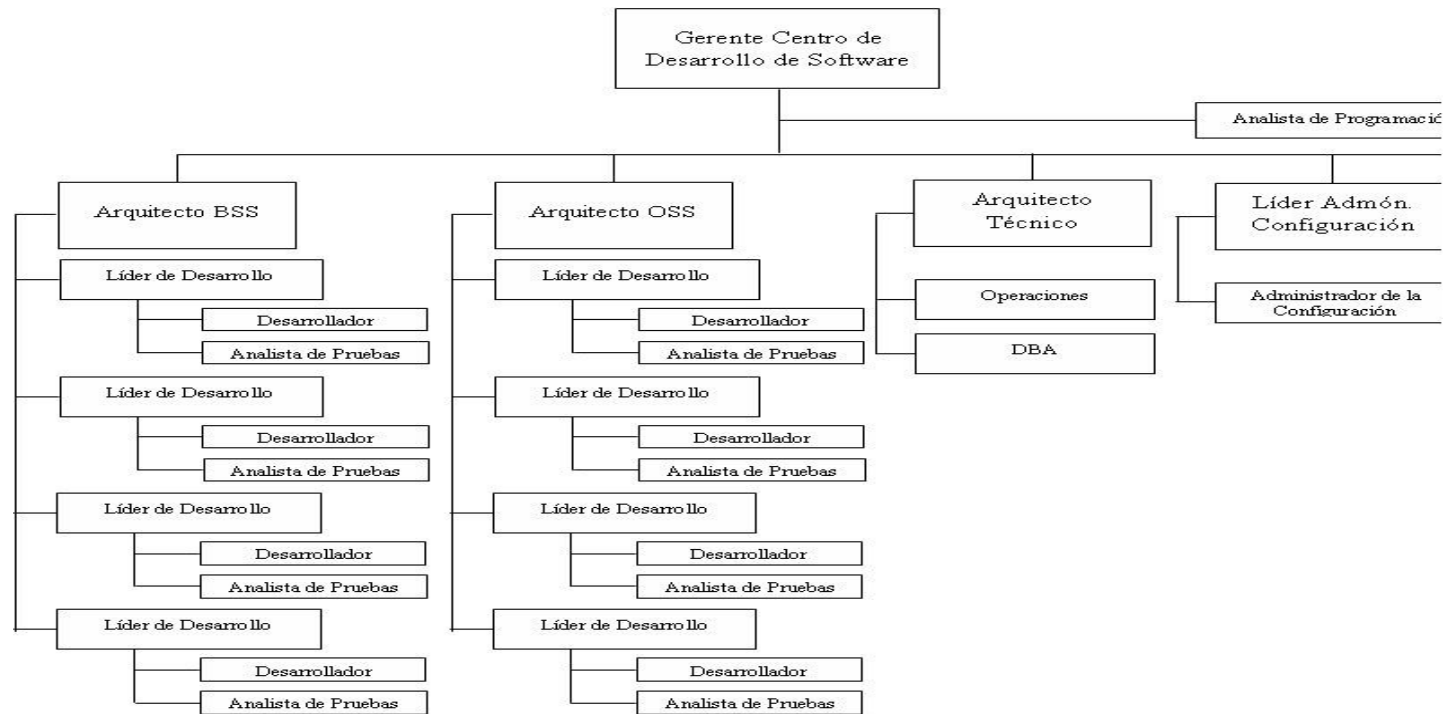 Gerente Centro de
Desarrollo de Software
Analista de Programació
Arquitecto BSS
Líder de Desarrollo
Desarrollador
Analista de Pruebas
Líder de Desarrollo
Desarrollador
Analista de Pruebas
Líder de Desarrollo
Desarrollador
Analista de Pruebas
Líder de Desarrollo
Desarrollador
Analista de Pruebas
Arquitecto OSS
Líder de Desarrollo
Desarrollador
Analista de Pruebas
Líder de Desarrollo
Desarrollador
Analista de Pruebas
Líder de Desarrollo
Desarrollador
Analista de Pruebas
Líder de Desarrollo
Desarrollador
Analista de Pruebas
Arquitecto
Técnico
Operaciones
DBA
Líder Admón.
Configuración
Administrador de la
Configuración